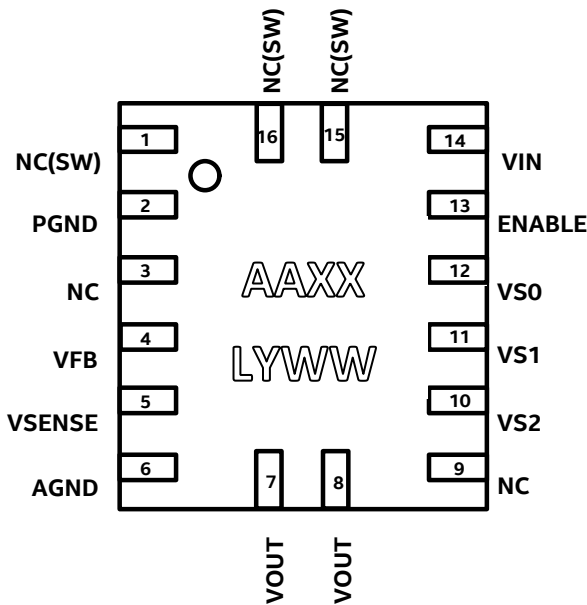 NC(SW)
NC(SW)
16
15
1
14
NC(SW)
VIN
2
13
PGND
ENABLE
3
12
NC
VS0
AAXX
4
11
VFB
VS1
LYWW
5
10
VSENSE
VS2
6
9
AGND
NC
7
8
VOUT
VOUT